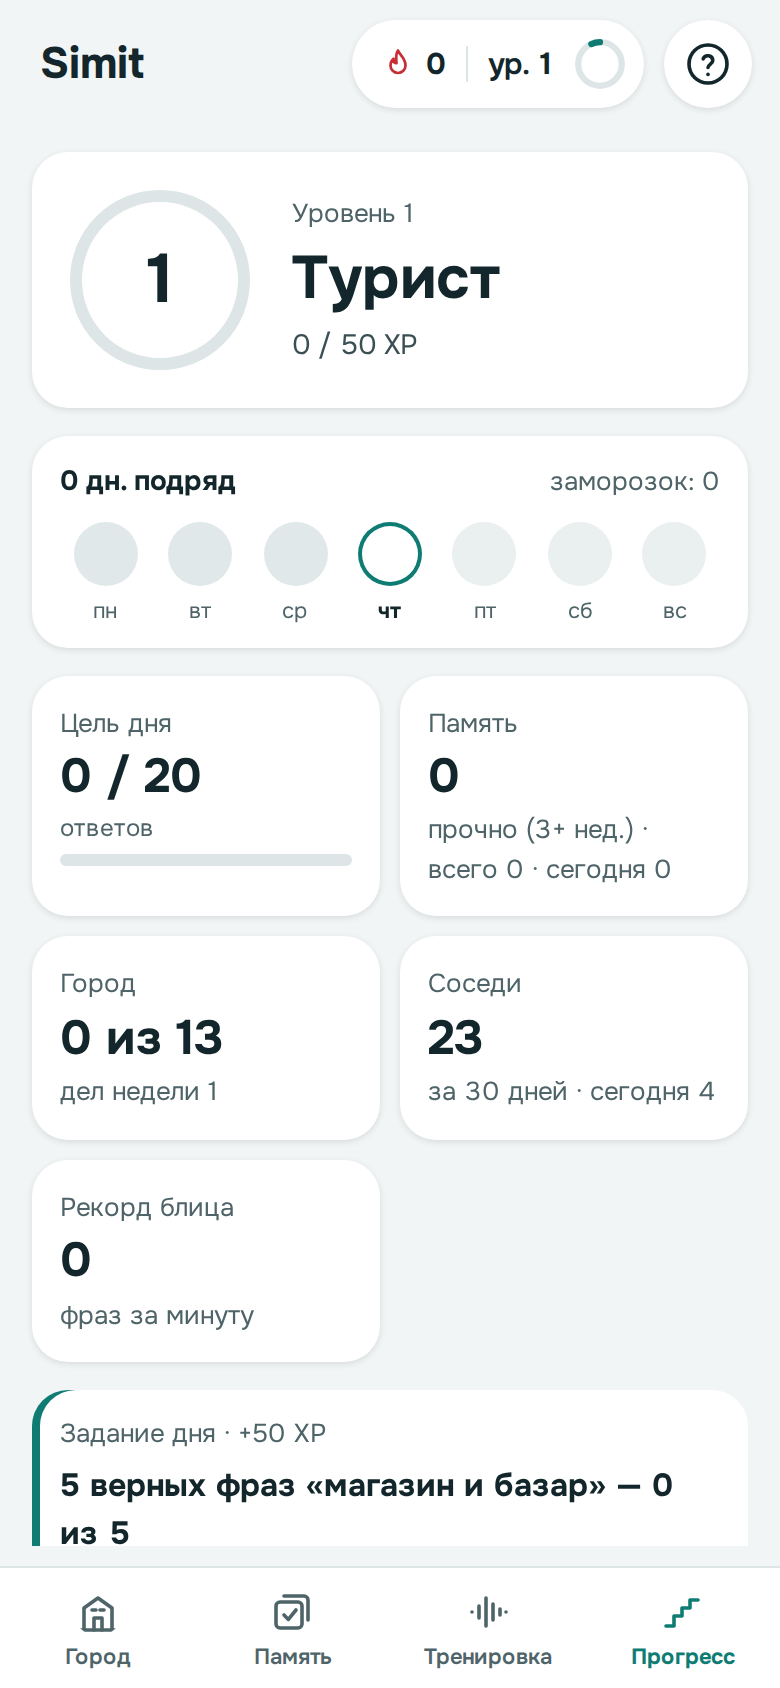 Simit
0
ур. 1
?
1
Уровень 1
Турист
0 / 50 XP
0 дн. подряд
заморозок: 0
пн вт ср чт пт сб вс
Цель дня
0 / 20
ответов
Память
0
прочно (3+ нед.) ·
всего 0 · сегодня 0
Город
0 из 13
дел недели 1
Соседи
23
за 30 дней · сегодня 4
Рекорд блица
0
фраз за минуту
Задание дня · +50 XP
5 верных фраз «магазин и базар» — 0
из 5
Город Память Тренировка Прогресс